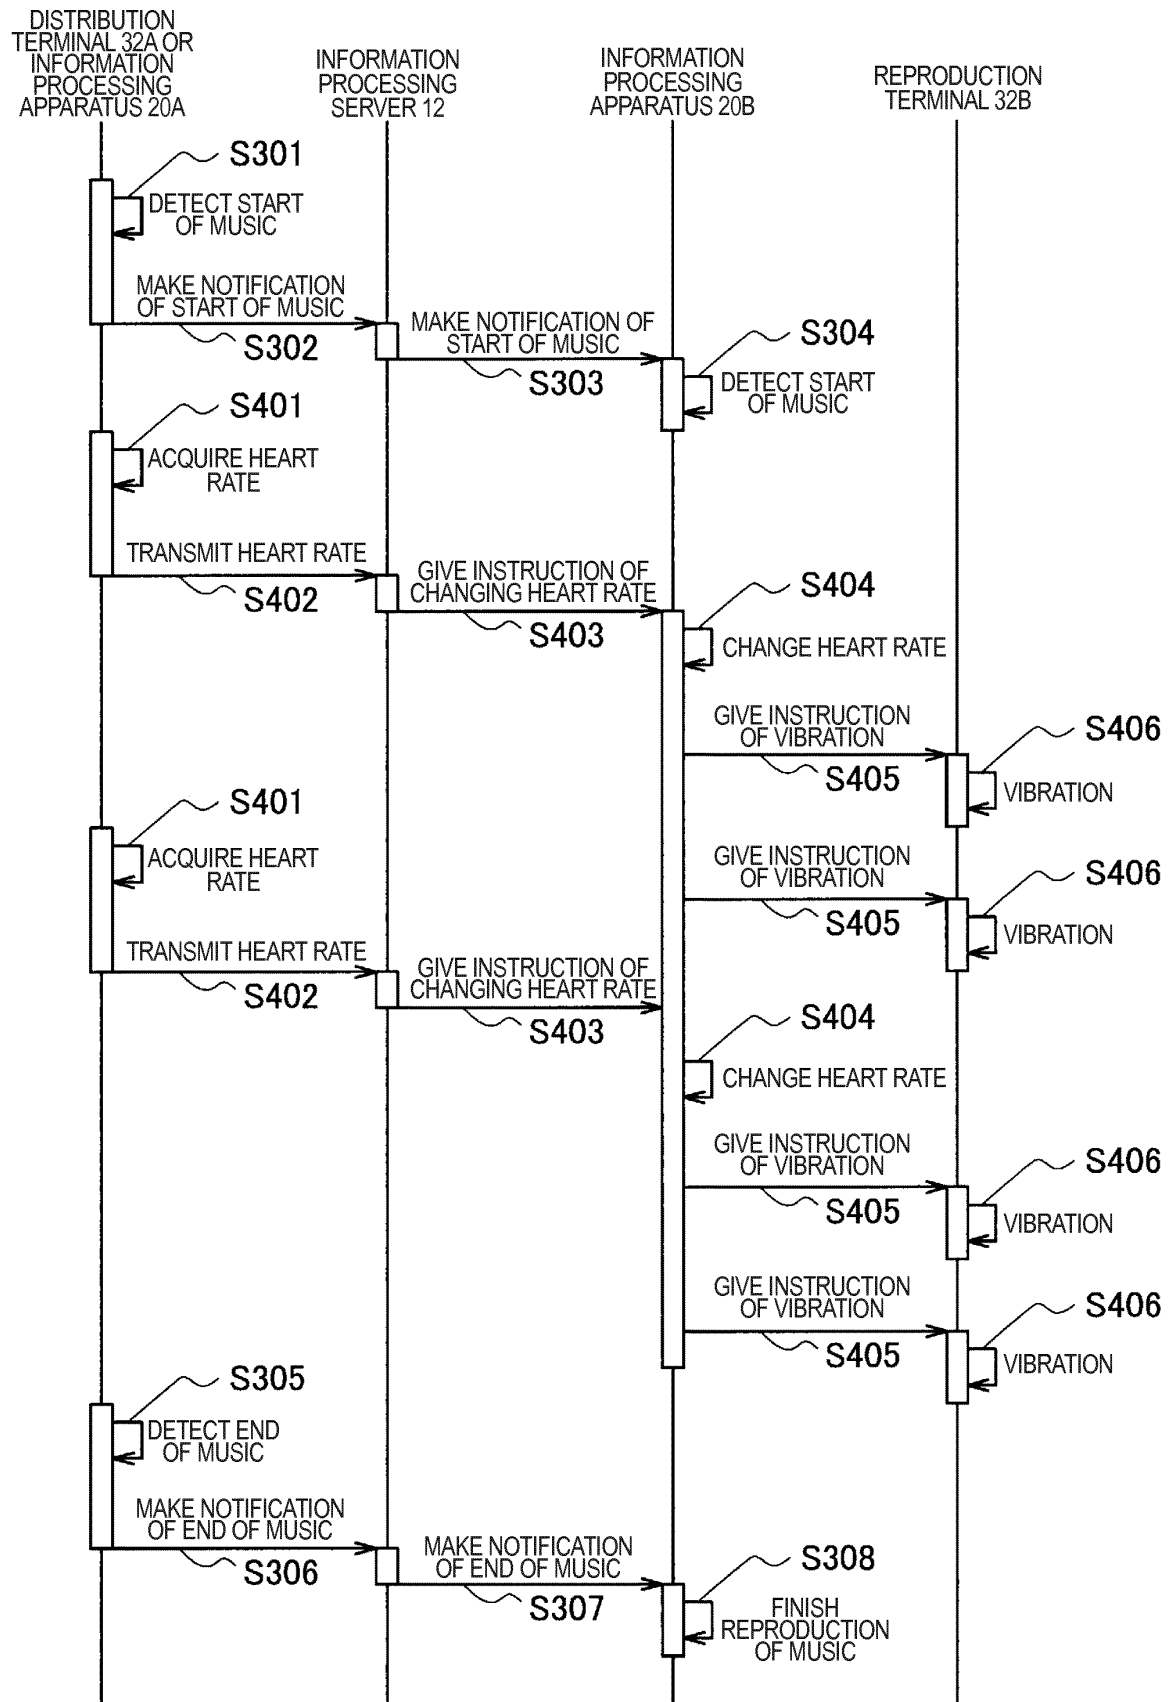 DISTRIBUTION
TERMINAL 32A OR
INFORMATION
PROCESSING
APPARATUS 20A
INFORMATION
PROCESSING
SERVER 12
INFORMATION
PROCESSING
APPARATUS 20B
REPRODUCTION
TERMINAL 32B
S301
DETECT START
OF MUSIC
MAKE NOTIFICATION
OF START OF MUSIC
S302
MAKE NOTIFICATION OF
START OF MUSIC
S303
S304
DETECT START
OF MUSIC
S401
ACQUIRE HEART
RATE
TRANSMIT HEART RATE
S402
GIVE INSTRUCTION OF
CHANGING HEART RATE
S403
S404
CHANGE HEART RATE
GIVE INSTRUCTION
OF VIBRATION
S405
S406
VIBRATION
S401
ACQUIRE HEART
RATE
GIVE INSTRUCTION
OF VIBRATION
S405
S406
VIBRATION
TRANSMIT HEART RATE
S402
GIVE INSTRUCTION OF
CHANGING HEART RATE
S403
S404
CHANGE HEART RATE
GIVE INSTRUCTION
OF VIBRATION
S405
S406
VIBRATION
GIVE INSTRUCTION
OF VIBRATION
S405
S406
VIBRATION
S305
DETECT END
OF MUSIC
MAKE NOTIFICATION
OF END OF MUSIC
S306
MAKE NOTIFICATION
OF END OF MUSIC
S307
S308
FINISH
REPRODUCTION
OF MUSIC